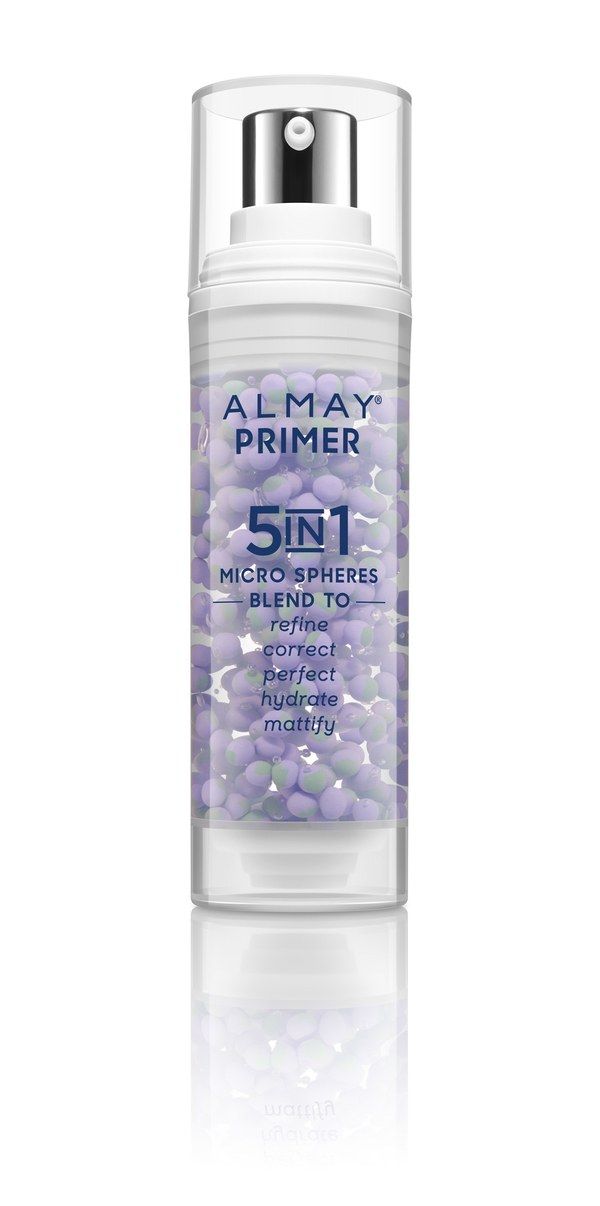 ALMAY®
PRIMER
5IN1
MICRO SPHERES
BLEND TO
refine
correct
perfect
hydrate
mattify